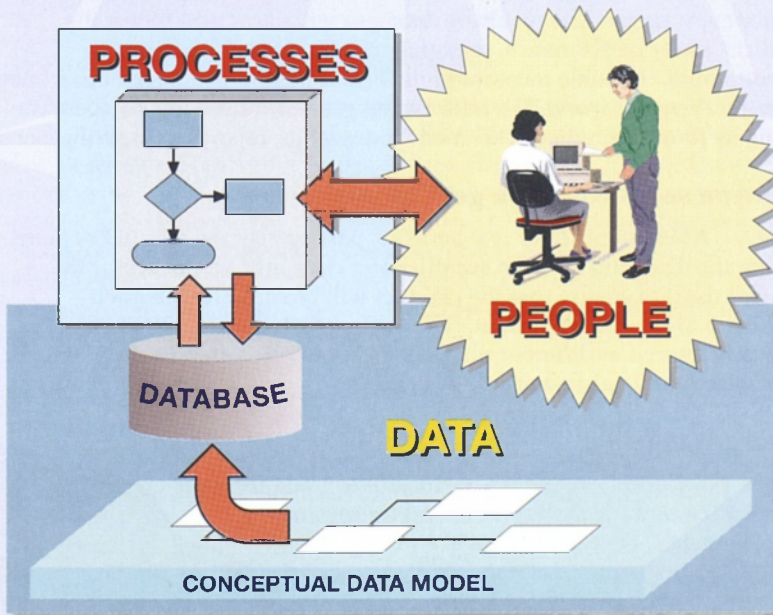 PROCESSES
PEOPLE
DATABASE
DATA
CONCEPTUAL DATA MODEL